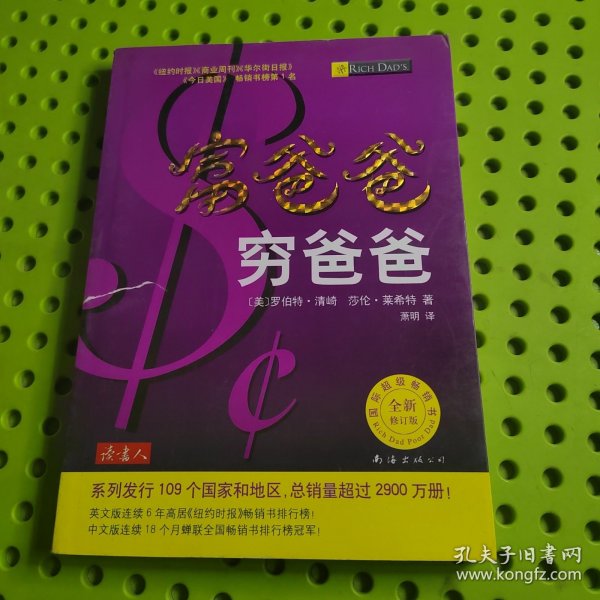 《纽约时报》《商业周刊》《华尔街日报》
《今日美国》畅销书榜第1名
RICH DAD'S
富爸爸
穷爸爸
〔美〕罗伯特·清崎 莎伦·莱希特 著
萧明 译
国际超级畅销书
全新
修订版
Rich Dad Poor Dad
读书人
南海出版公司
系列发行109个国家和地区,总销量超过2900万册!
英文版连续6年高居《纽约时报》畅销书排行榜!
中文版连续18个月蝉联全国畅销书排行榜冠军!
孔夫子旧书网
www.kongfz.com